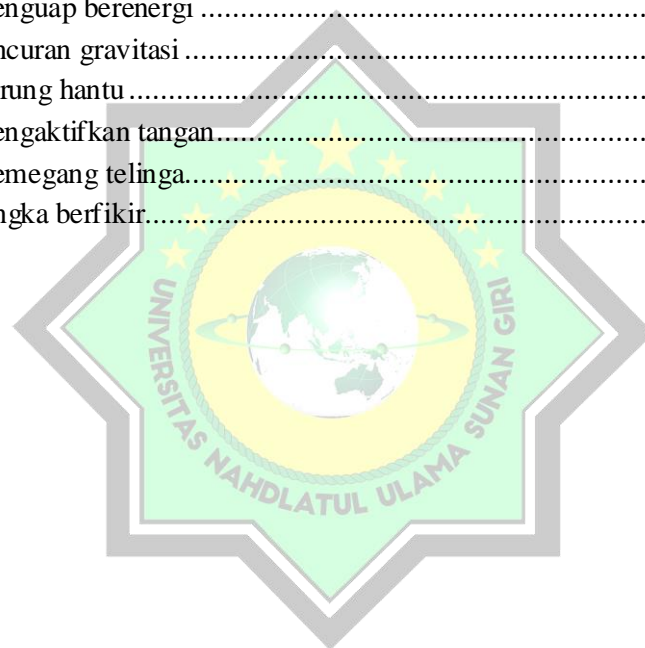 enguap berenergi ........................................................................
ncuran gravitasi ........................................................................
rung hantu ........................................................................
engaktifkan tangan........................................................................
emegang telinga........................................................................
ngka berfikir........................................................................
UNIVERSITAS NAHDLATUL ULAMA SUNAN GIRI